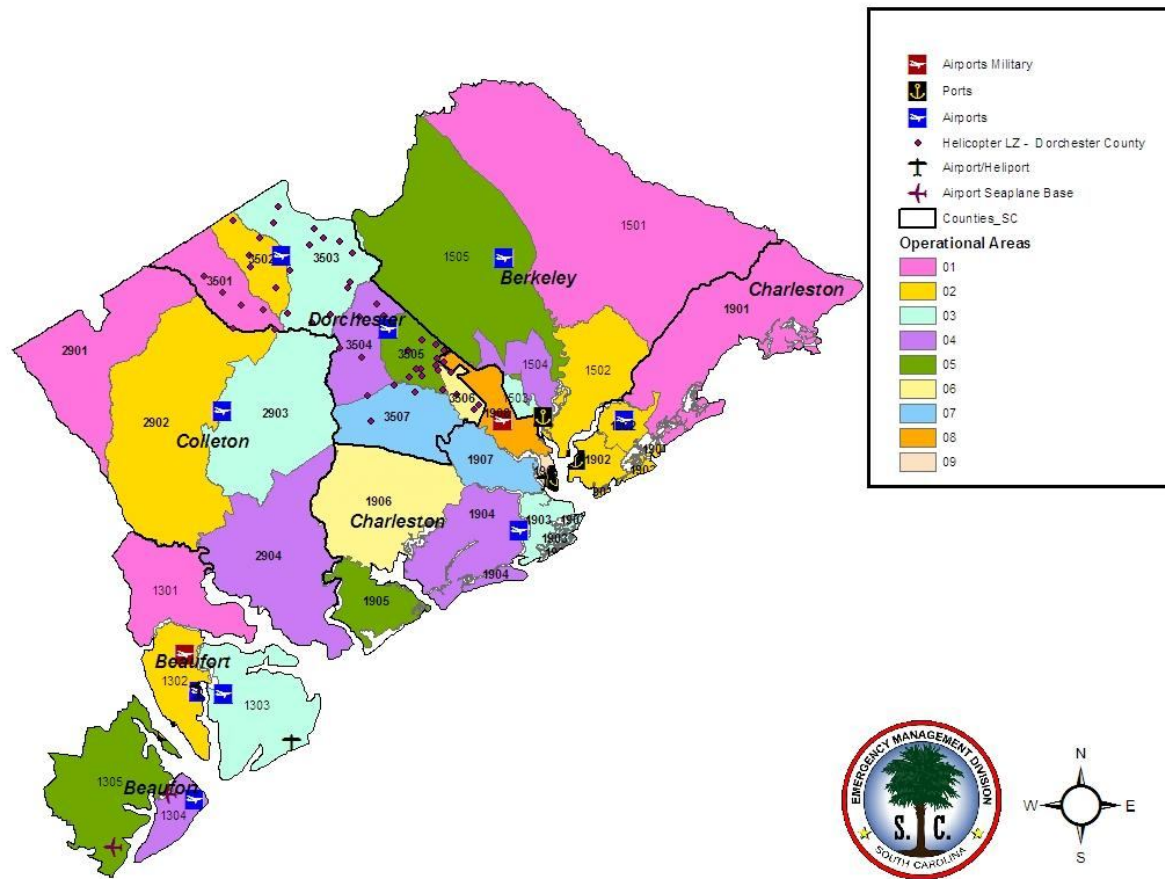 Airports Military
Ports
Airports
Helicopter LZ - Dorchester County
Airport/Heliport
Airport Seaplane Base
Counties_SC
Operational Areas
01
02
03
04
05
06
07
08
09
1501
1505
Berkeley
Charleston
1901
3502
3503
3501
Dorchester
2901
3504
3505
1504
1502
1503
3506
2902
2903
3507
Colleton
1902
1907
1906
Charleston
1904
1903
1903
2904
1904
1905
1301
Beaufort
1302
1303
1305
Beaufort
1304
EMERGENCY MANAGEMENT DIVISION
S. C.
SOUTH CAROLINA
N
W
E
S